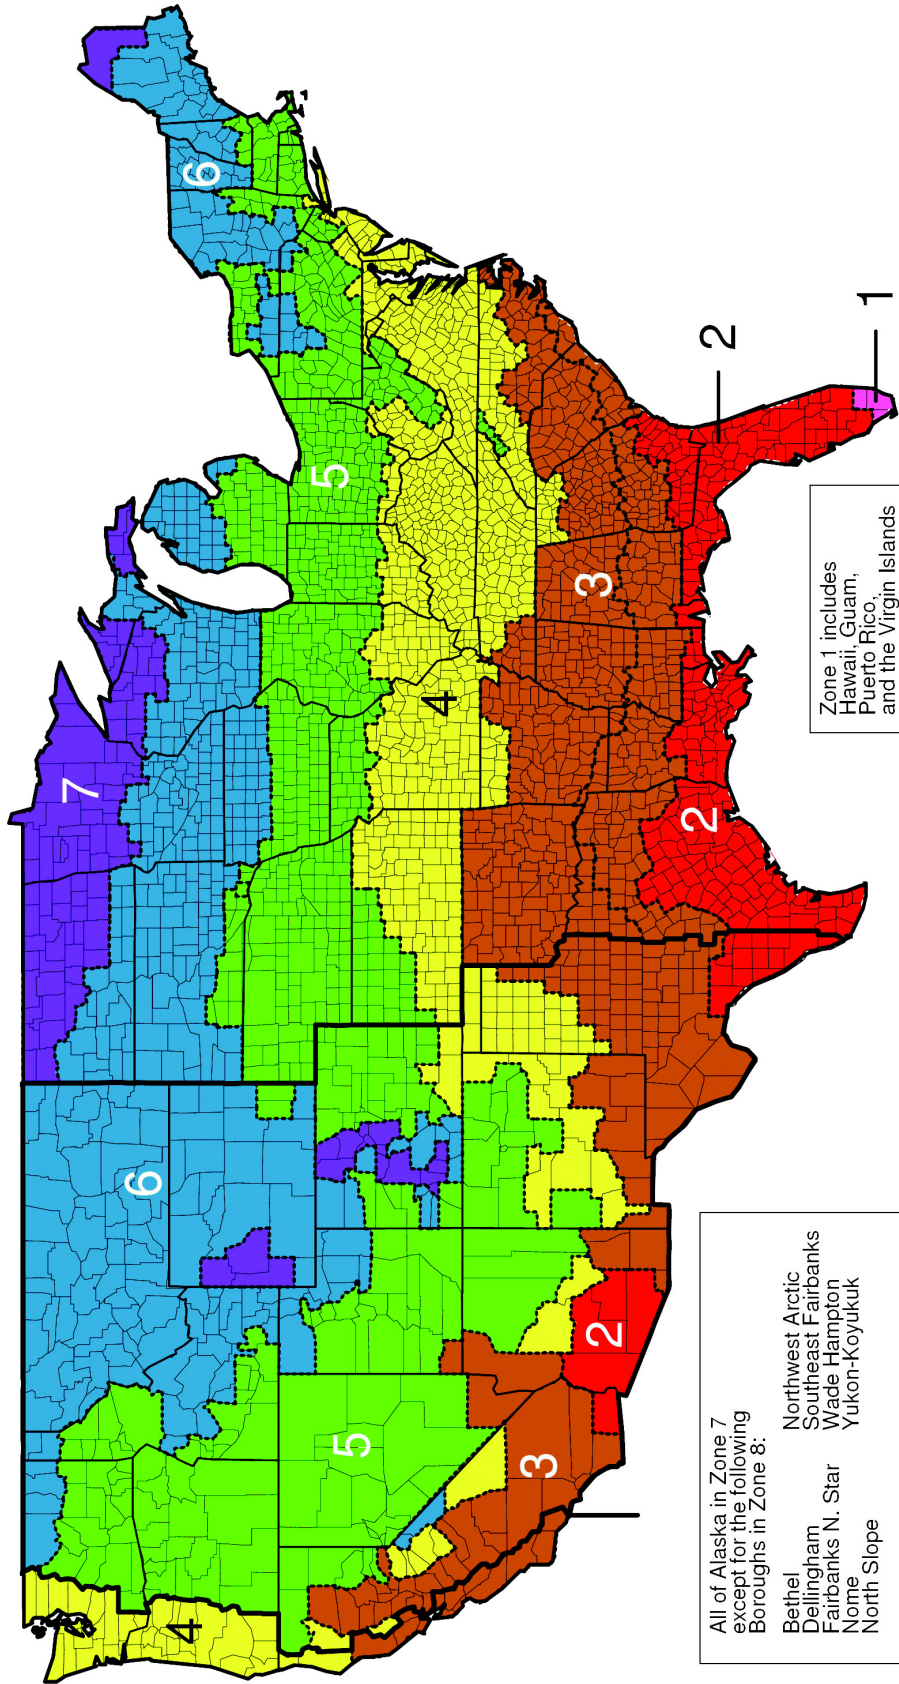 7
6
6
5
5
4
4
3
3
2
2
2
1
All of Alaska in Zone 7
except for the following
Boroughs in Zone 8:
Bethel
Dellingham
Fairbanks N. Star
Nome
North Slope
Northwest Arctic
Southeast Fairbanks
Wade Hampton
Yukon-Koyukuk
Zone 1 includes
Hawaii, Guam,
Puerto Rico,
and the Virgin Islands